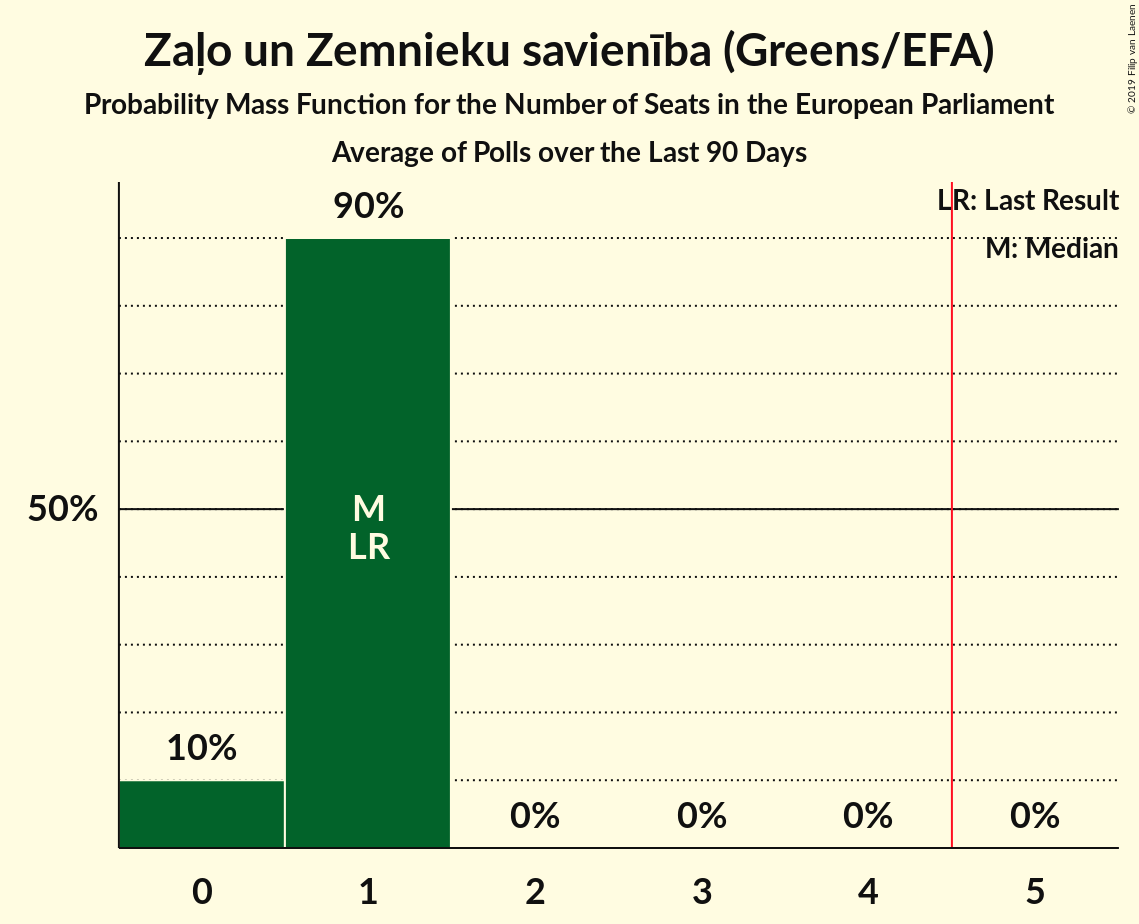 Zaļo un Zemnieku savienība (Greens/EFA)
Probability Mass Function for the Number of Seats in the European Parliament
Average of Polls over the Last 90 Days
© 2019 Filip van Laenen
LR: Last Result
M: Median
90%
50%
M
LR
10%
0%
0%
0%
0%
0
1
2
3
4
5